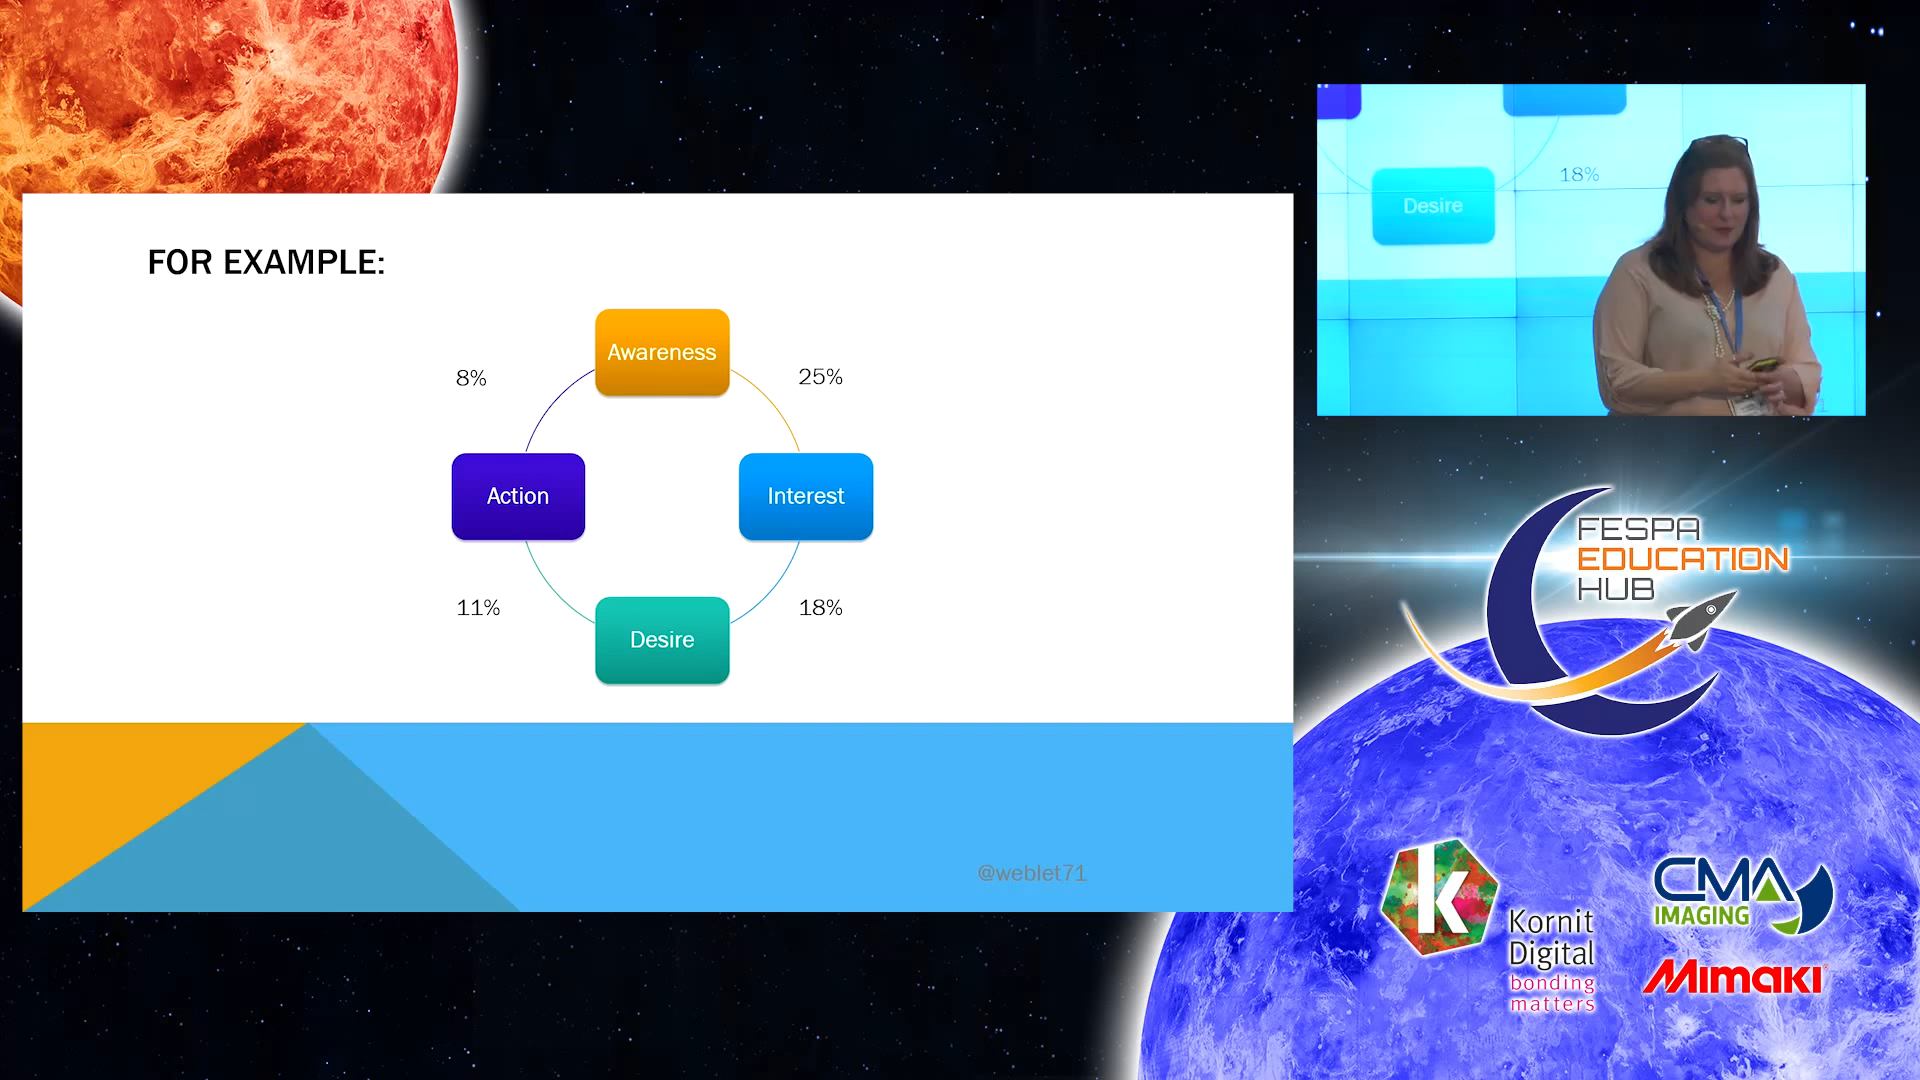 FOR EXAMPLE:
Awareness
8%
25%
Action
Interest
11%
18%
Desire
@weblet71
18%
Desire
FESPA
EDUCATION
HUB
k
Kornit
Digital
bonding
matters
CMA
IMAGING
Mimaki